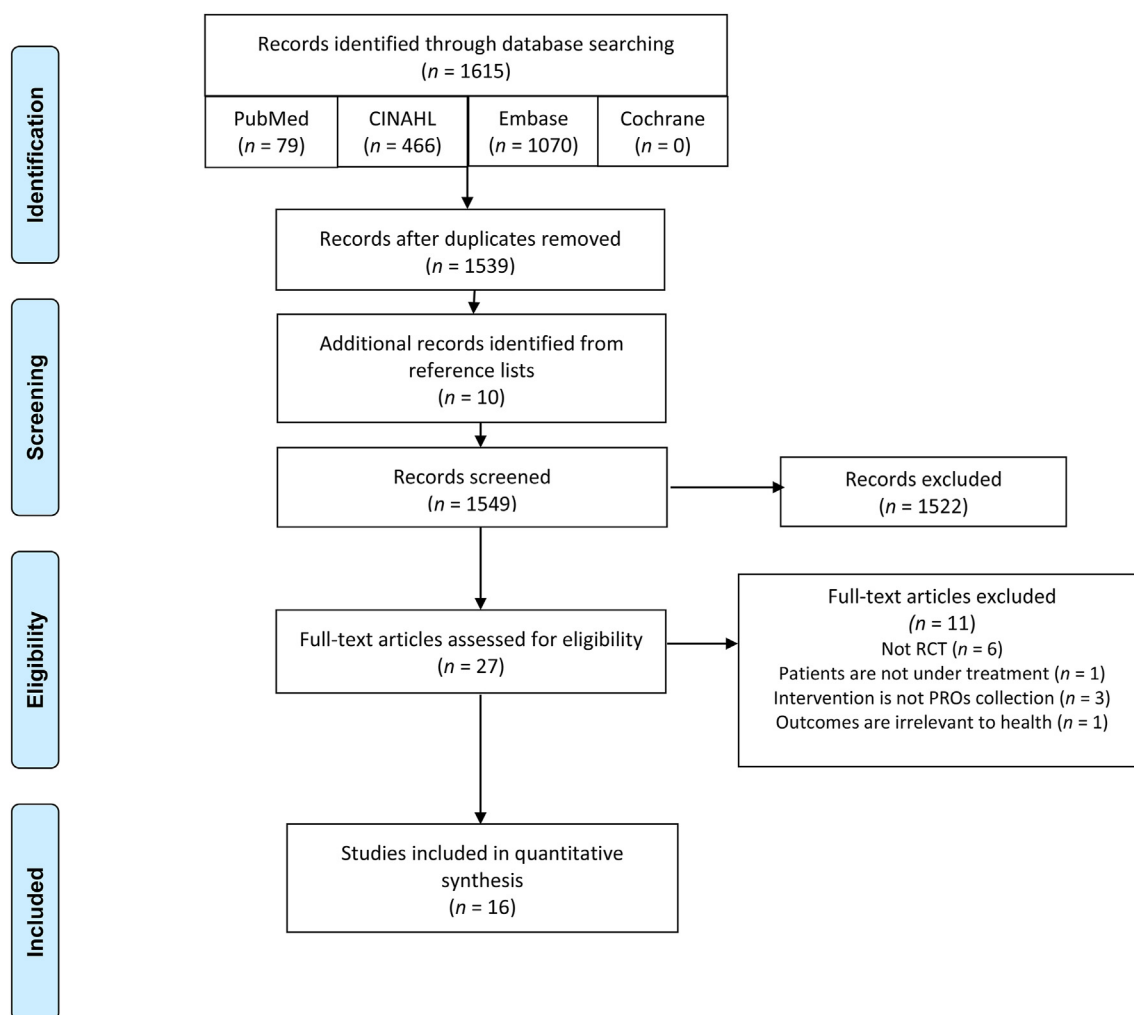 Identification
Records identified through database searching
(n = 1615)
PubMed
(n = 79)
CINAHL
(n = 466)
Embase
(n = 1070)
Cochrane
(n = 0)
Records after duplicates removed
(n = 1539)
Screening
Additional records identified from
reference lists
(n = 10)
Records screened
(n = 1549)
Records excluded
(n = 1522)
Eligibility
Full-text articles assessed for eligibility
(n = 27)
Full-text articles excluded
(n = 11)
Not RCT (n = 6)
Patients are not under treatment (n = 1)
Intervention is not PROs collection (n = 3)
Outcomes are irrelevant to health (n = 1)
Included
Studies included in quantitative
synthesis
(n = 16)